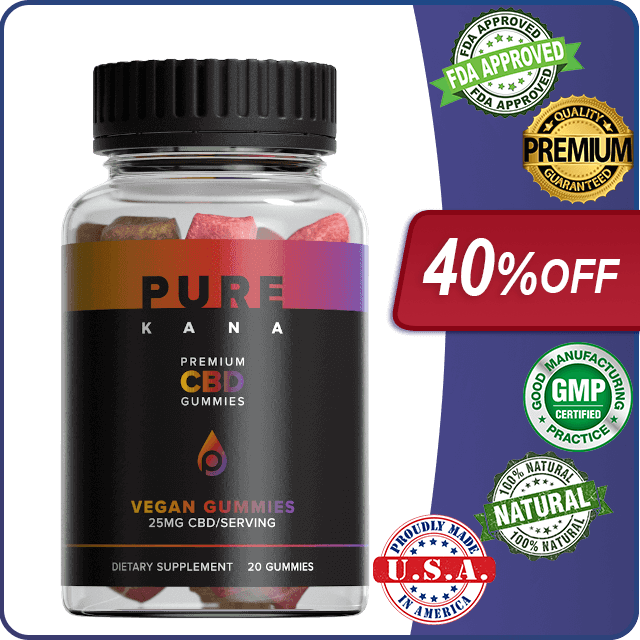 PURE
KANA
PREMIUM
CBD
GUMMIES
VEGAN GUMMIES
25MG CBD/SERVING
DIETARY SUPPLEMENT 20 GUMMIES
FDA APPROVED
FDA APPROVED
FDA APPROVED
QUALITY
PREMIUM
GUARANTEED
40%OFF
GOOD MANUFACTURING
GMP
CERTIFIED
PRACTICE
100% NATURAL
NATURAL
100% NATURAL
PROUDLY MADE
U.S.A.
IN AMERICA